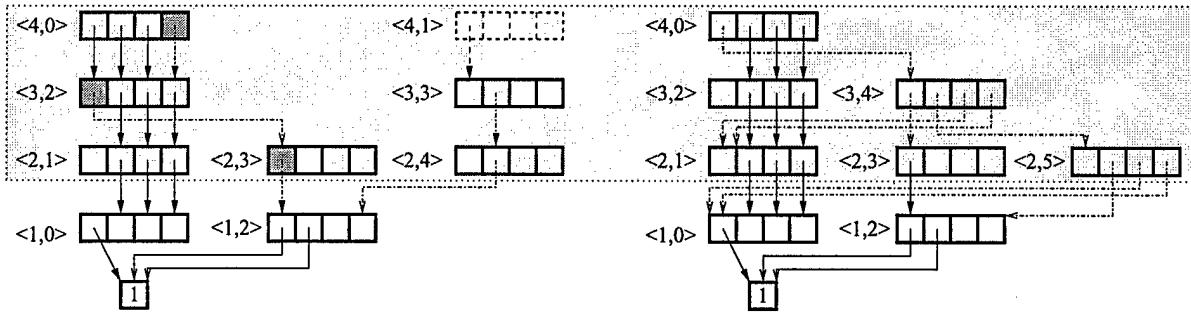 <4,0> <4,1> <4,0>
<3,2> <3,3> <3,2> <3,4>
<2,1> <2,3> <2,4> <2,1> <2,3> <2,5>
<1,0> <1,2> <1,0> <1,2>
1 1